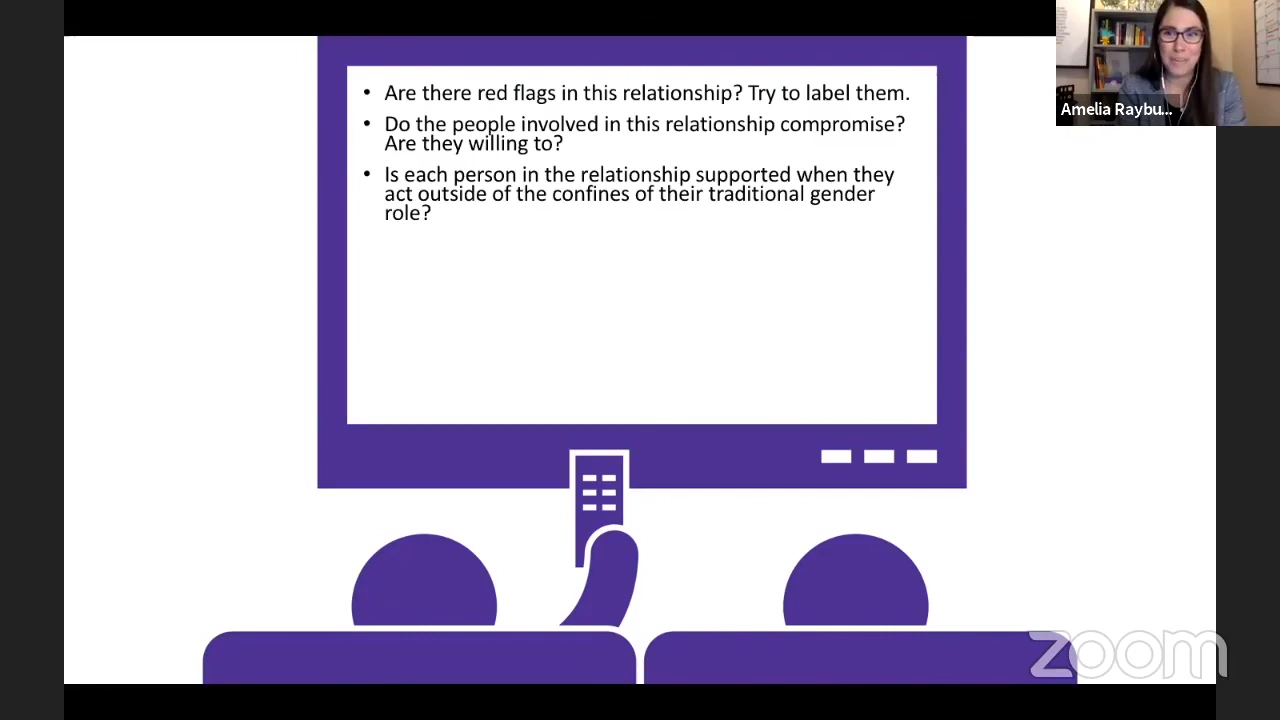 • Are there red flags in this relationship? Try to label them.
• Do the people involved in this relationship compromise?
Are they willing to?
• Is each person in the relationship supported when they
act outside of the confines of their traditional gender
role?
Amelia Raybu...
zoom